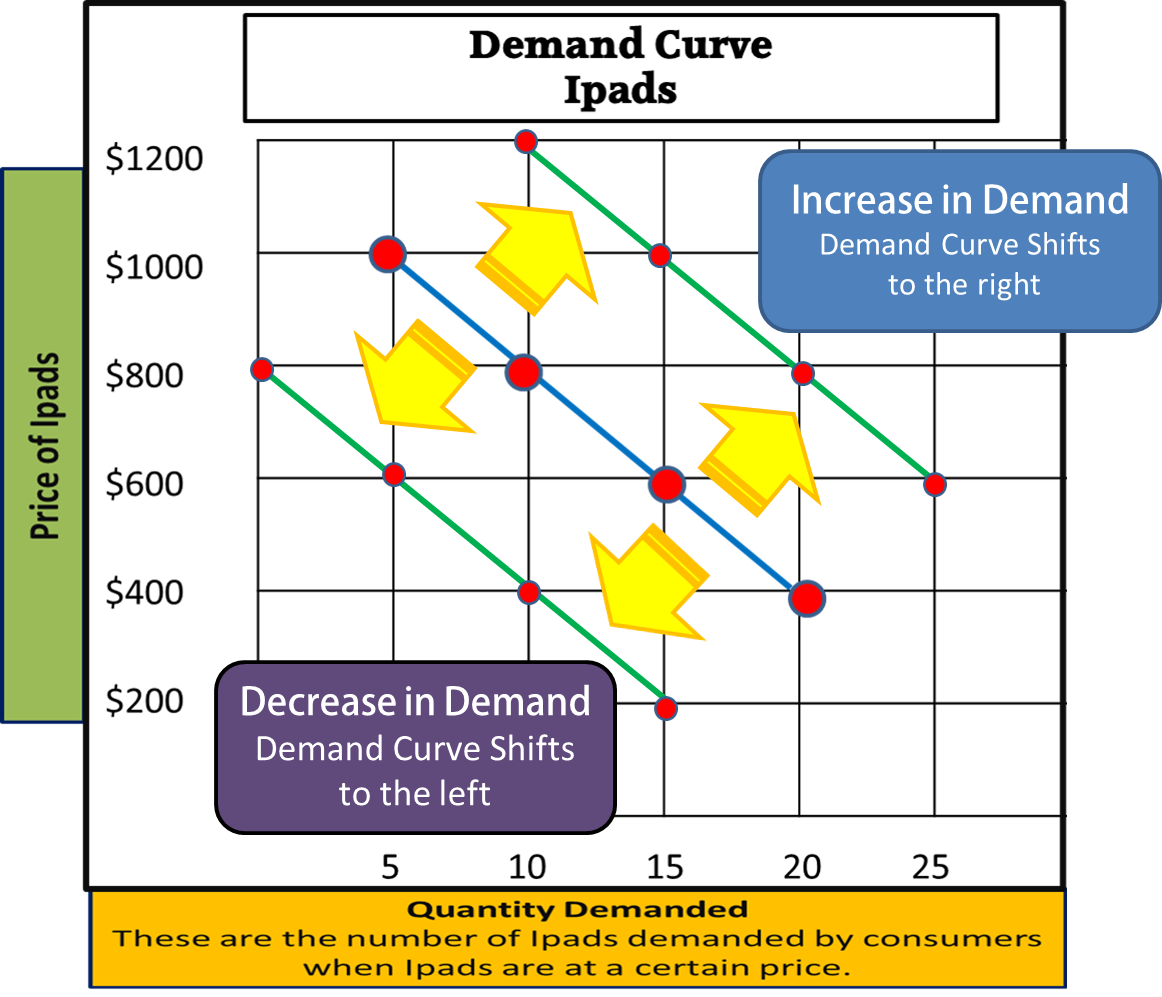 Demand Curve
Ipads
$1200
$1000
$800
$600
$400
$200
Price of Ipads
Increase in Demand
Demand Curve Shifts
to the right
Decrease in Demand
Demand Curve Shifts
to the left
5 10 15 20 25
Quantity Demanded
These are the number of Ipads demanded by consumers
when Ipads are at a certain price.